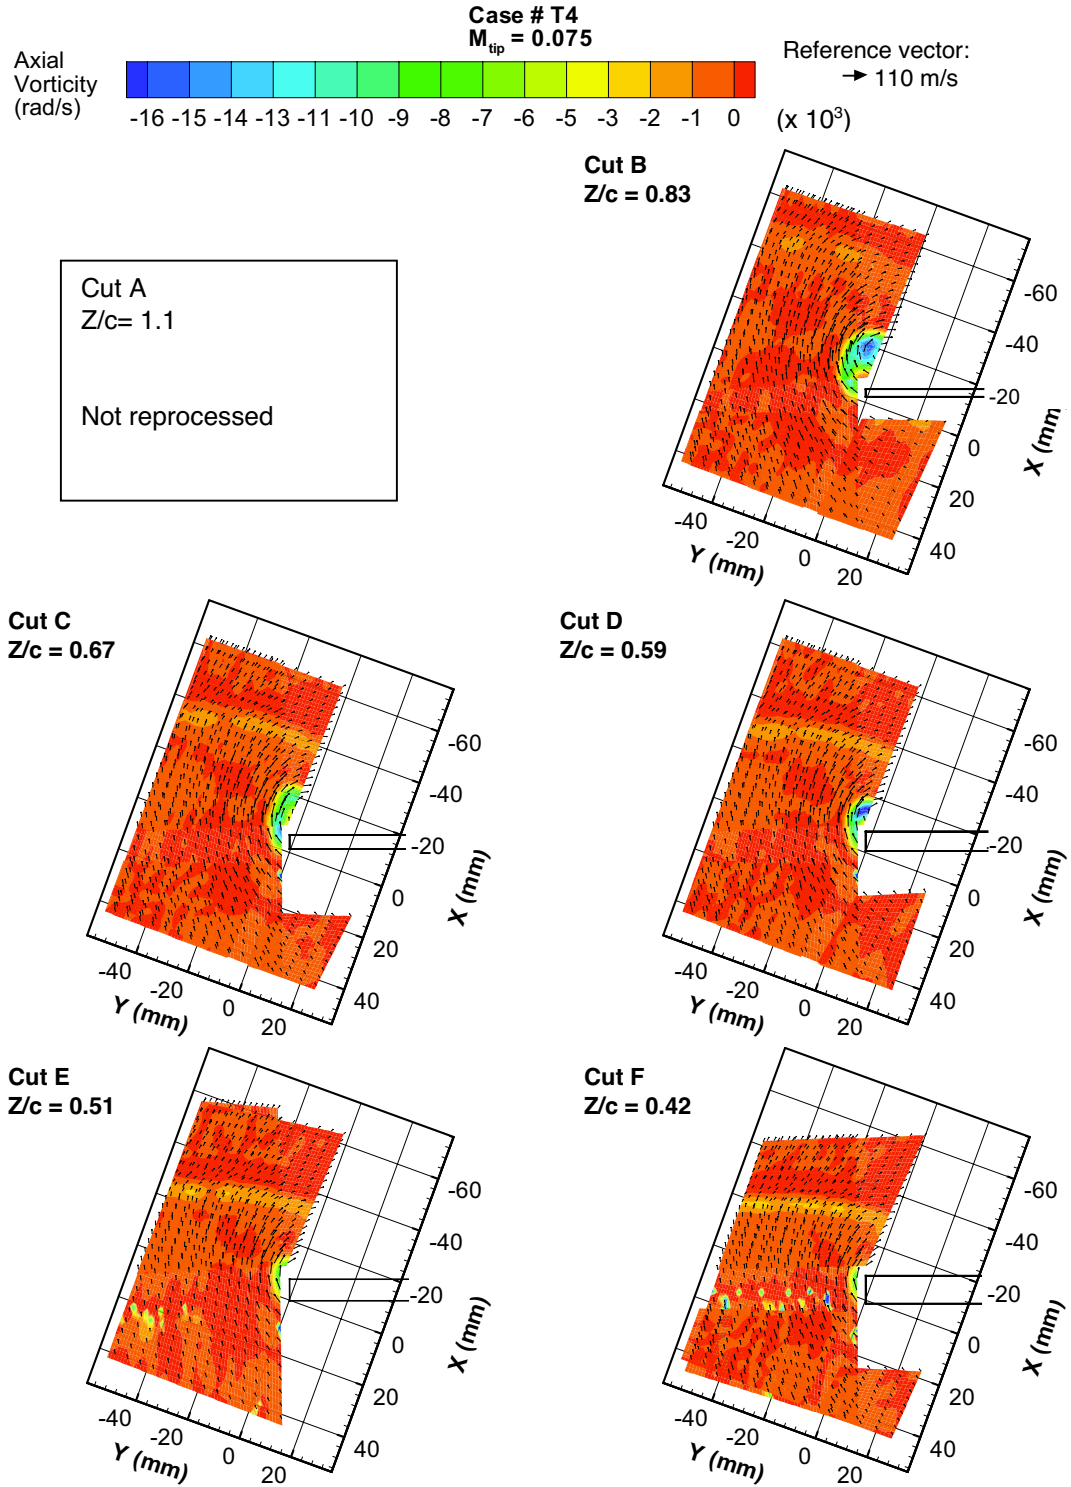 Case # T4
M_tip = 0.075
Axial
Vorticity
(rad/s)
Reference vector:
110 m/s
-16 -15 -14 -13 -11 -10 -9 -8 -7 -6 -5 -3 -2 -1 0
(x 10³)
Cut A
Z/c= 1.1
Not reprocessed
Cut B
Z/c = 0.83
-60
-40
-20
0
20
40
X (mm
-40
-20
0
20
Y (mm)
Cut C
Z/c = 0.67
-60
-40
-20
0
20
40
X (mm)
-40
-20
0
20
Y (mm)
Cut D
Z/c = 0.59
-60
-40
-20
0
20
40
X (mm)
-40
-20
0
20
Y (mm)
Cut E
Z/c = 0.51
-60
-40
-20
0
20
40
X (mm)
-40
-20
0
20
Y (mm)
Cut F
Z/c = 0.42
-60
-40
-20
0
20
40
X (mm)
-40
-20
0
20
Y (mm)